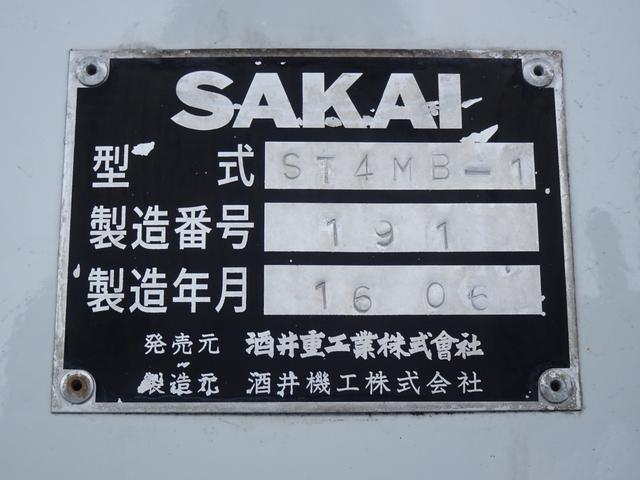 SAKAI
型式 ST4MB-1
製造番号 191
製造年月 16 06
発売元 酒井重工業株式會社
製造元 酒井機工株式会社